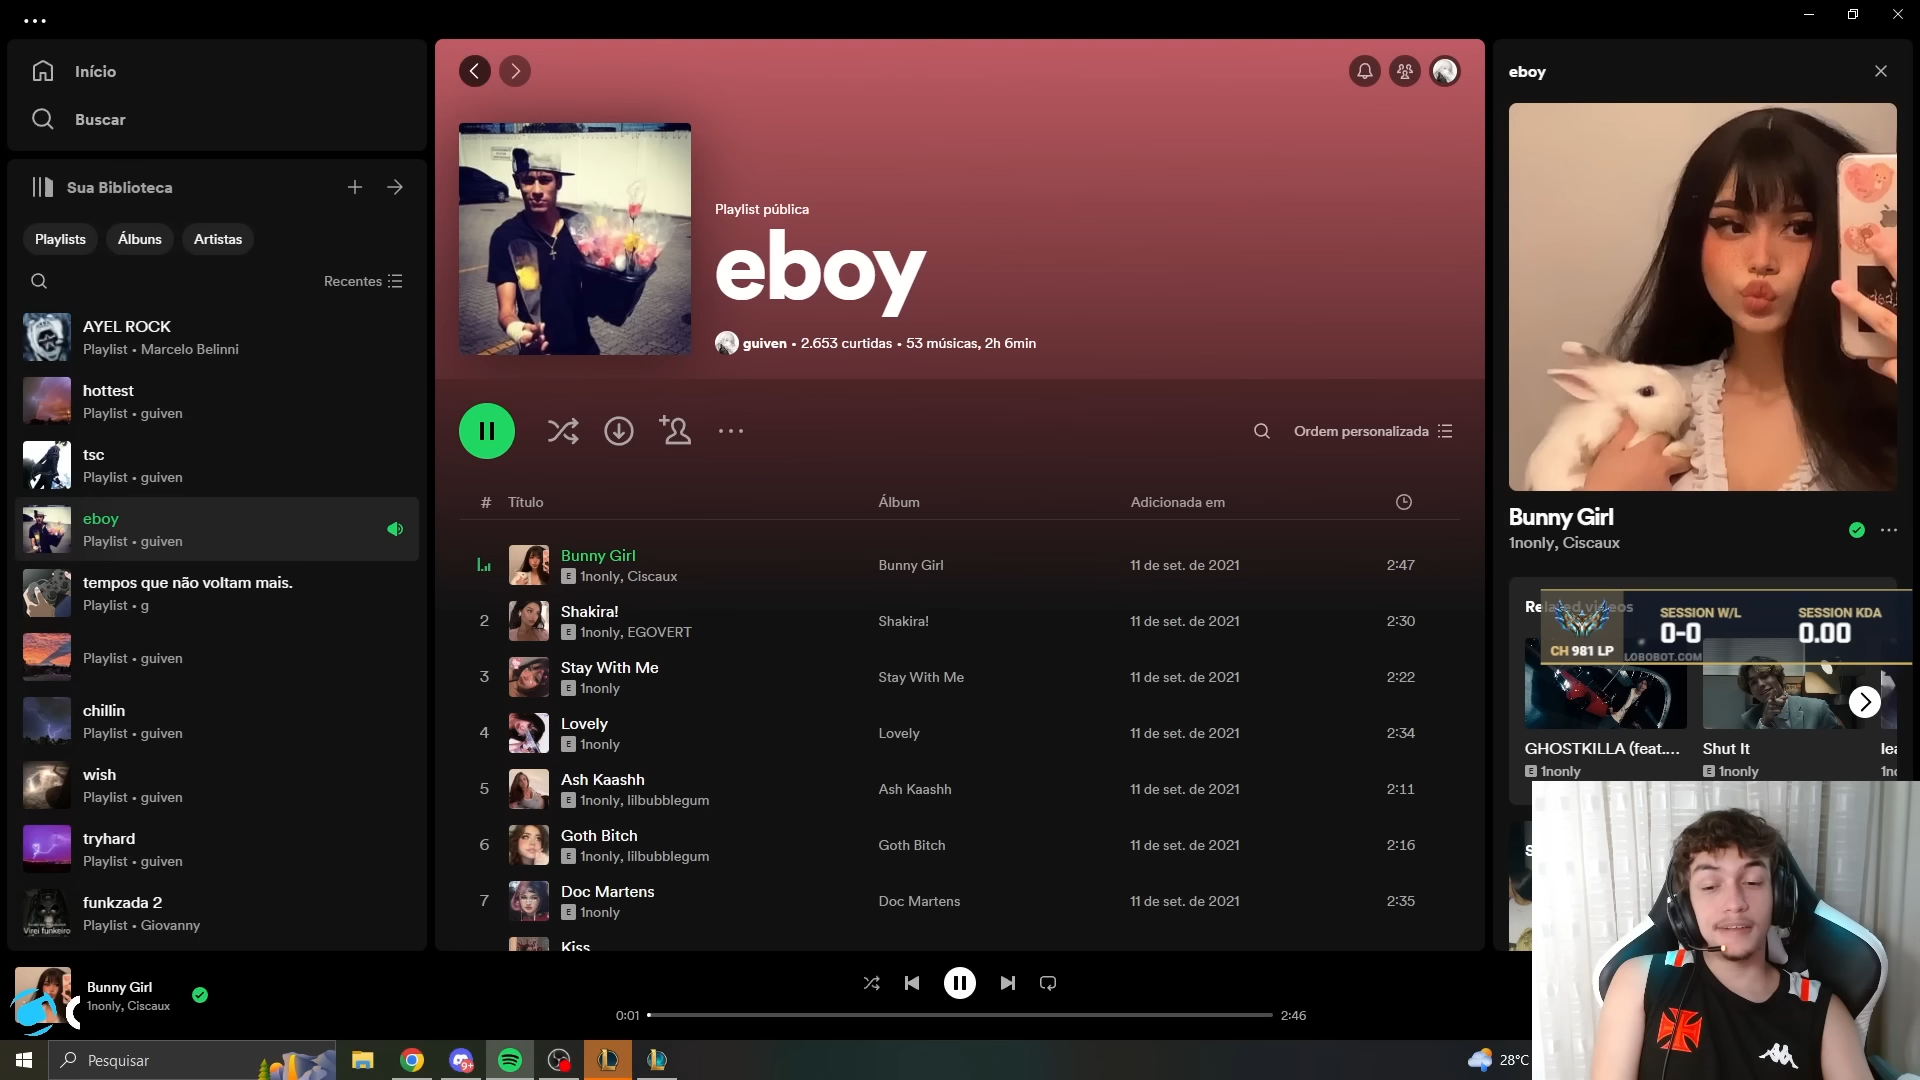 Início
Buscar
Sua Biblioteca
Playlists
Álbuns
Artistas
Recentes
AYEL ROCK
Playlist • Marcelo Belinni
hottest
Playlist • guiven
tsc
Playlist • guiven
eboy
Playlist • guiven
tempos que não voltam mais.
Playlist • g
Playlist • guiven
chillin
Playlist • guiven
wish
Playlist • guiven
tryhard
Playlist • guiven
funkzada 2
Playlist • Giovanny
Virei funkeiro
Playlist pública
eboy
guiven • 2.653 curtidas • 53 músicas, 2h 6min
Ordem personalizada
# Título Álbum Adicionada em
Bunny Girl
E 1nonly, Ciscaux
Bunny Girl 11 de set. de 2021 2:47
2 Shakira!
E 1nonly, EGOVERT
Shakira! 11 de set. de 2021 2:30
3 Stay With Me
E 1nonly
Stay With Me 11 de set. de 2021 2:22
4 Lovely
E 1nonly
Lovely 11 de set. de 2021 2:34
5 Ash Kaashh
E 1nonly, lilbubblegum
Ash Kaashh 11 de set. de 2021 2:11
6 Goth Bitch
E 1nonly, lilbubblegum
Goth Bitch 11 de set. de 2021 2:16
7 Doc Martens
E 1nonly
Doc Martens 11 de set. de 2021 2:35
Kiss
eboy
Bunny Girl
1nonly, Ciscaux
Related videos
SESSION W/L
0-0
SESSION KDA
0.00
CH 981 LP
LOBOBOT.COM
GHOSTKILLA (feat....
E 1nonly
Shut It
E 1nonly
Bunny Girl
1nonly, Ciscaux
0:01
2:46
Pesquisar
9+
28°C